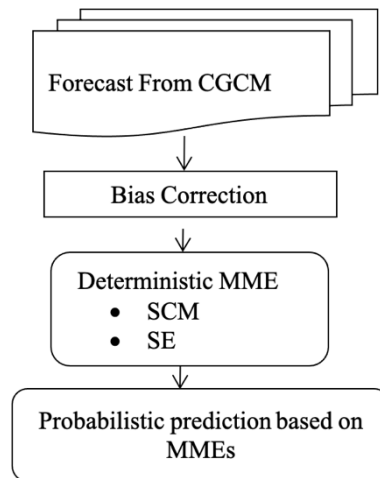 Forecast From CGCM
Bias Correction
Deterministic MME
• SCM
• SE
Probabilistic prediction based on
MMEs